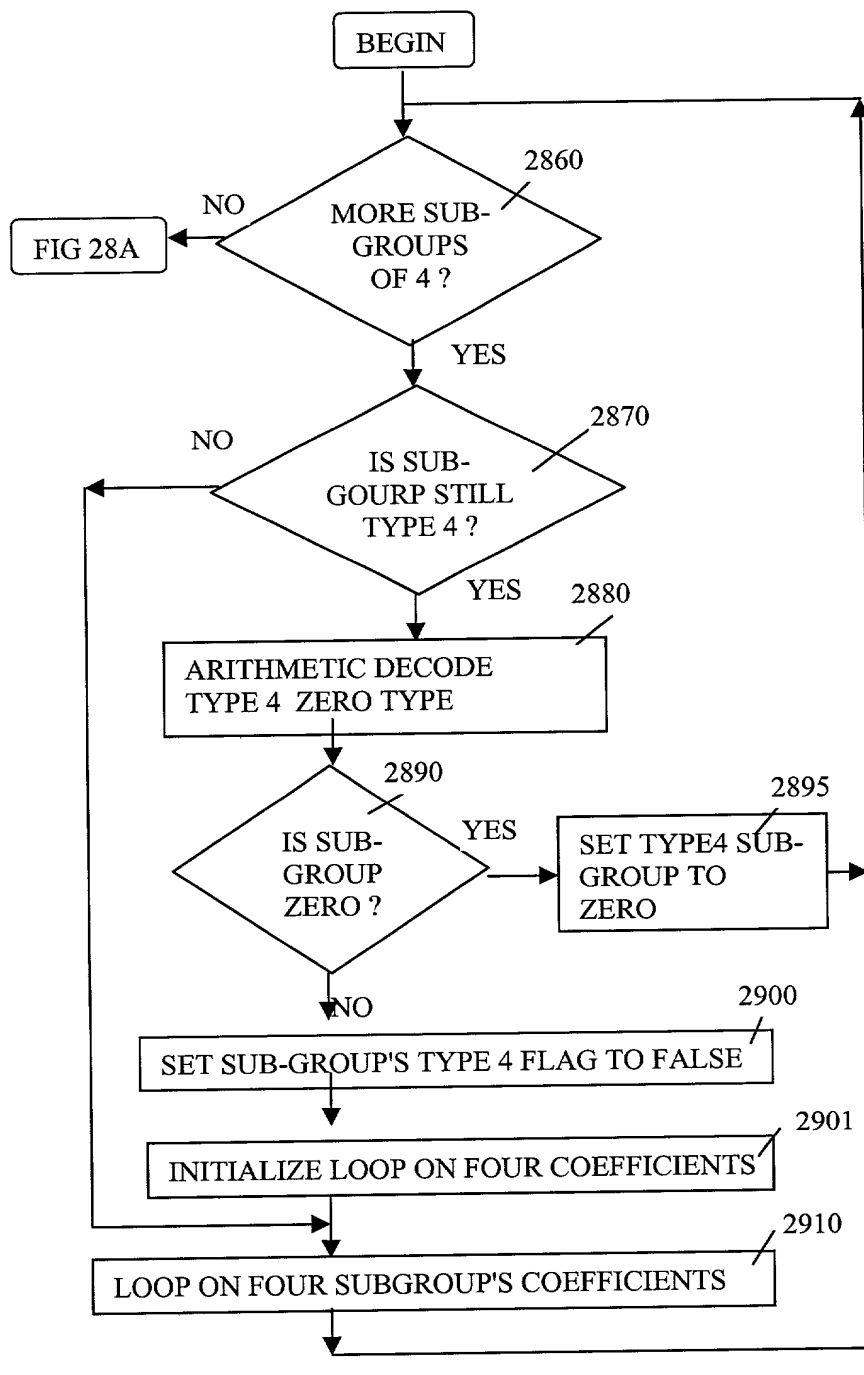 BEGIN
2860
NO
MORE SUB-
GROUPS
OF 4 ?
FIG 28A
YES
2870
NO
IS SUB-
GOURP STILL
TYPE 4 ?
YES
2880
ARITHMETIC DECODE
TYPE 4 ZERO TYPE
2890
2895
YES
IS SUB-
GROUP
ZERO ?
SET TYPE4 SUB-
GROUP TO
ZERO
NO
2900
SET SUB-GROUP'S TYPE 4 FLAG TO FALSE
2901
INITIALIZE LOOP ON FOUR COEFFICIENTS
2910
LOOP ON FOUR SUBGROUP'S COEFFICIENTS